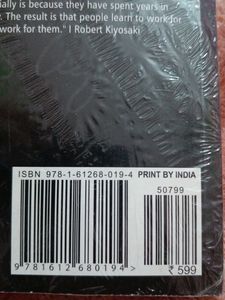 ially is because they have spent years in
y. The result is that people learn to work for
work for them." I Robert Kiyosaki
ISBN 978-1-61268-019-4 PRINT BY INDIA
50799
9 781612 680194 >
₹ 599